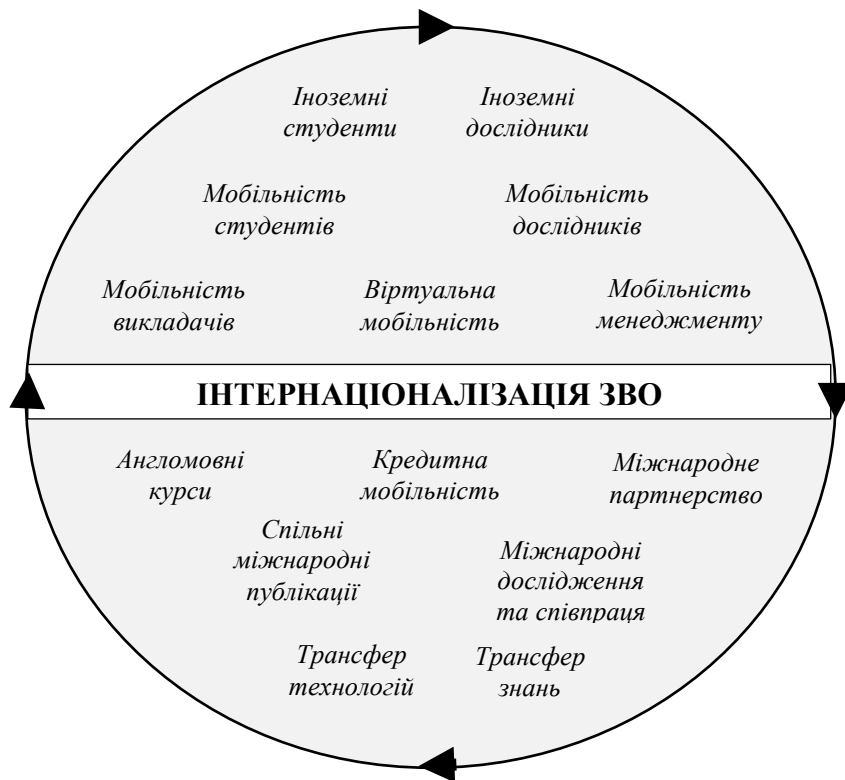 Іноземні
студенти
Іноземні
дослідники
Мобільність
студентів
Мобільність
дослідників
Мобільність
викладачів
Віртуальна
мобільність
Мобільність
менеджменту
ІНТЕРНАЦІОНАЛІЗАЦІЯ ЗВО
Англомовні
курси
Кредитна
мобільність
Міжнародне
партнерство
Спільні
міжнародні
публікації
Міжнародні
дослідження
та співпраця
Трансфер
технологій
Трансфер
знань